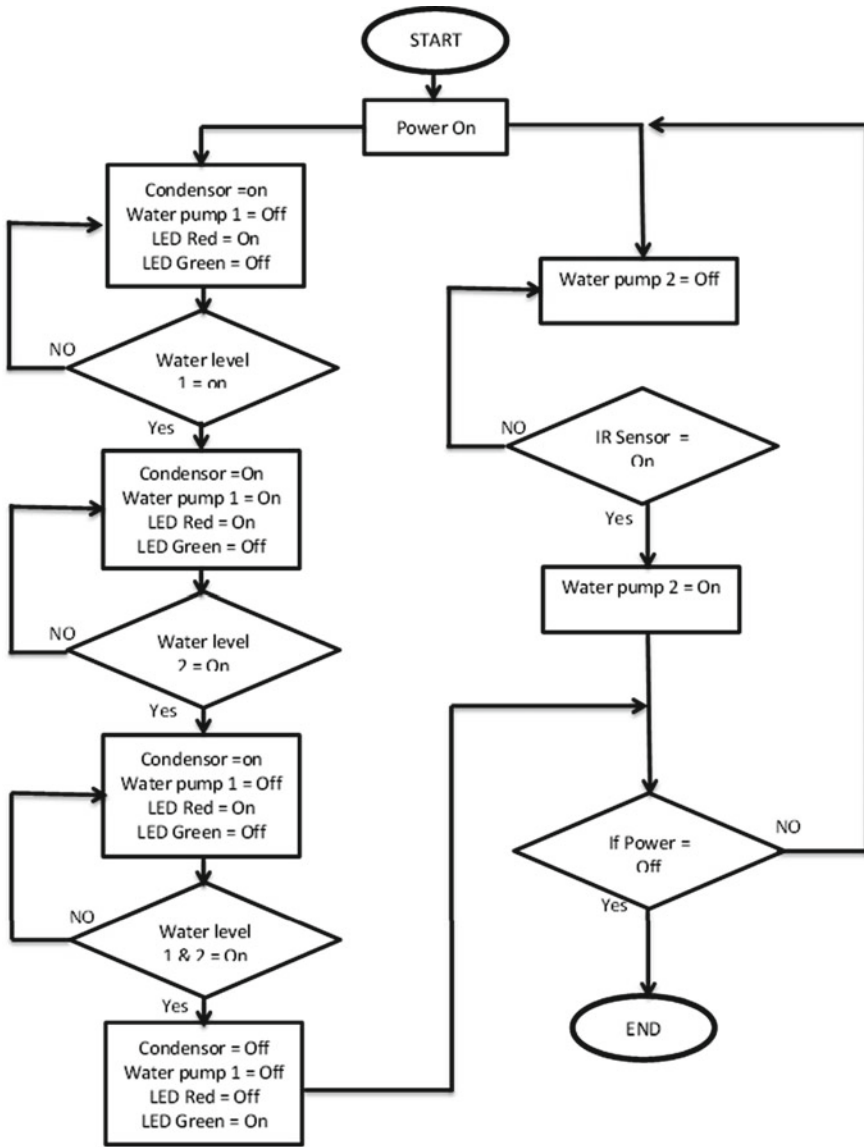 START
Power On
Condensor =on
Water pump 1 = Off
LED Red = On
LED Green = Off
NO
Water level
1 = on
Yes
Condensor =On
Water pump 1 = On
LED Red = On
LED Green = Off
NO
Water level
2 = On
Yes
Condensor =on
Water pump 1 = Off
LED Red = On
LED Green = Off
NO
Water level
1 & 2 = On
Yes
Condensor = Off
Water pump 1 = Off
LED Red = Off
LED Green = On
Water pump 2 = Off
NO
IR Sensor =
On
Yes
Water pump 2 = On
If Power =
Off
NO
Yes
END